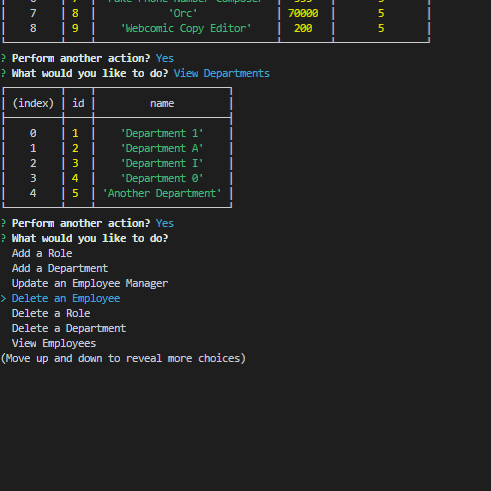 | 7 | 8 | 'Orc' | 70000 | 5 |
| 8 | 9 | 'Webcomic Copy Editor' | 200 | 5 |
? Perform another action? Yes
? What would you like to do? View Departments
| (index) | id | name |
| 0 | 1 | 'Department 1' |
| 1 | 2 | 'Department A' |
| 2 | 3 | 'Department I' |
| 3 | 4 | 'Department 0' |
| 4 | 5 | 'Another Department' |
? Perform another action? Yes
? What would you like to do?
Add a Role
Add a Department
Update an Employee Manager
> Delete an Employee
Delete a Role
Delete a Department
View Employees
(Move up and down to reveal more choices)